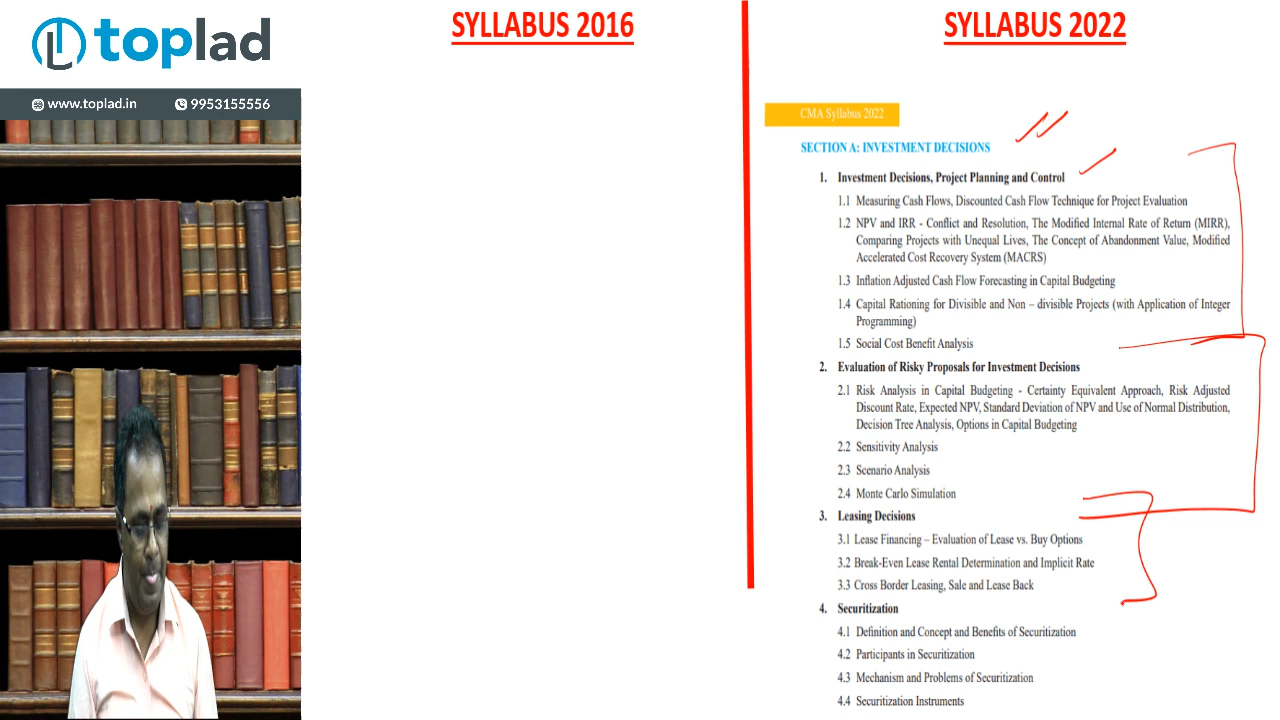 toplad
www.toplad.in
9953155556
SYLLABUS 2016
SYLLABUS 2022
CMA Syllabus 2022
SECTION A: INVESTMENT DECISIONS
1. Investment Decisions, Project Planning and Control
1.1 Measuring Cash Flows, Discounted Cash Flow Technique for Project Evaluation
1.2 NPV and IRR - Conflict and Resolution, The Modified Internal Rate of Return (MIRR),
Comparing Projects with Unequal Lives, The Concept of Abandonment Value, Modified
Accelerated Cost Recovery System (MACRS)
1.3 Inflation Adjusted Cash Flow Forecasting in Capital Budgeting
1.4 Capital Rationing for Divisible and Non – divisible Projects (with Application of Integer
Programming)
1.5 Social Cost Benefit Analysis
2. Evaluation of Risky Proposals for Investment Decisions
2.1 Risk Analysis in Capital Budgeting - Certainty Equivalent Approach, Risk Adjusted
Discount Rate, Expected NPV, Standard Deviation of NPV and Use of Normal Distribution,
Decision Tree Analysis, Options in Capital Budgeting
2.2 Sensitivity Analysis
2.3 Scenario Analysis
2.4 Monte Carlo Simulation
3. Leasing Decisions
3.1 Lease Financing – Evaluation of Lease vs. Buy Options
3.2 Break-Even Lease Rental Determination and Implicit Rate
3.3 Cross Border Leasing, Sale and Lease Back
4. Securitization
4.1 Definition and Concept and Benefits of Securitization
4.2 Participants in Securitization
4.3 Mechanism and Problems of Securitization
4.4 Securitization Instruments